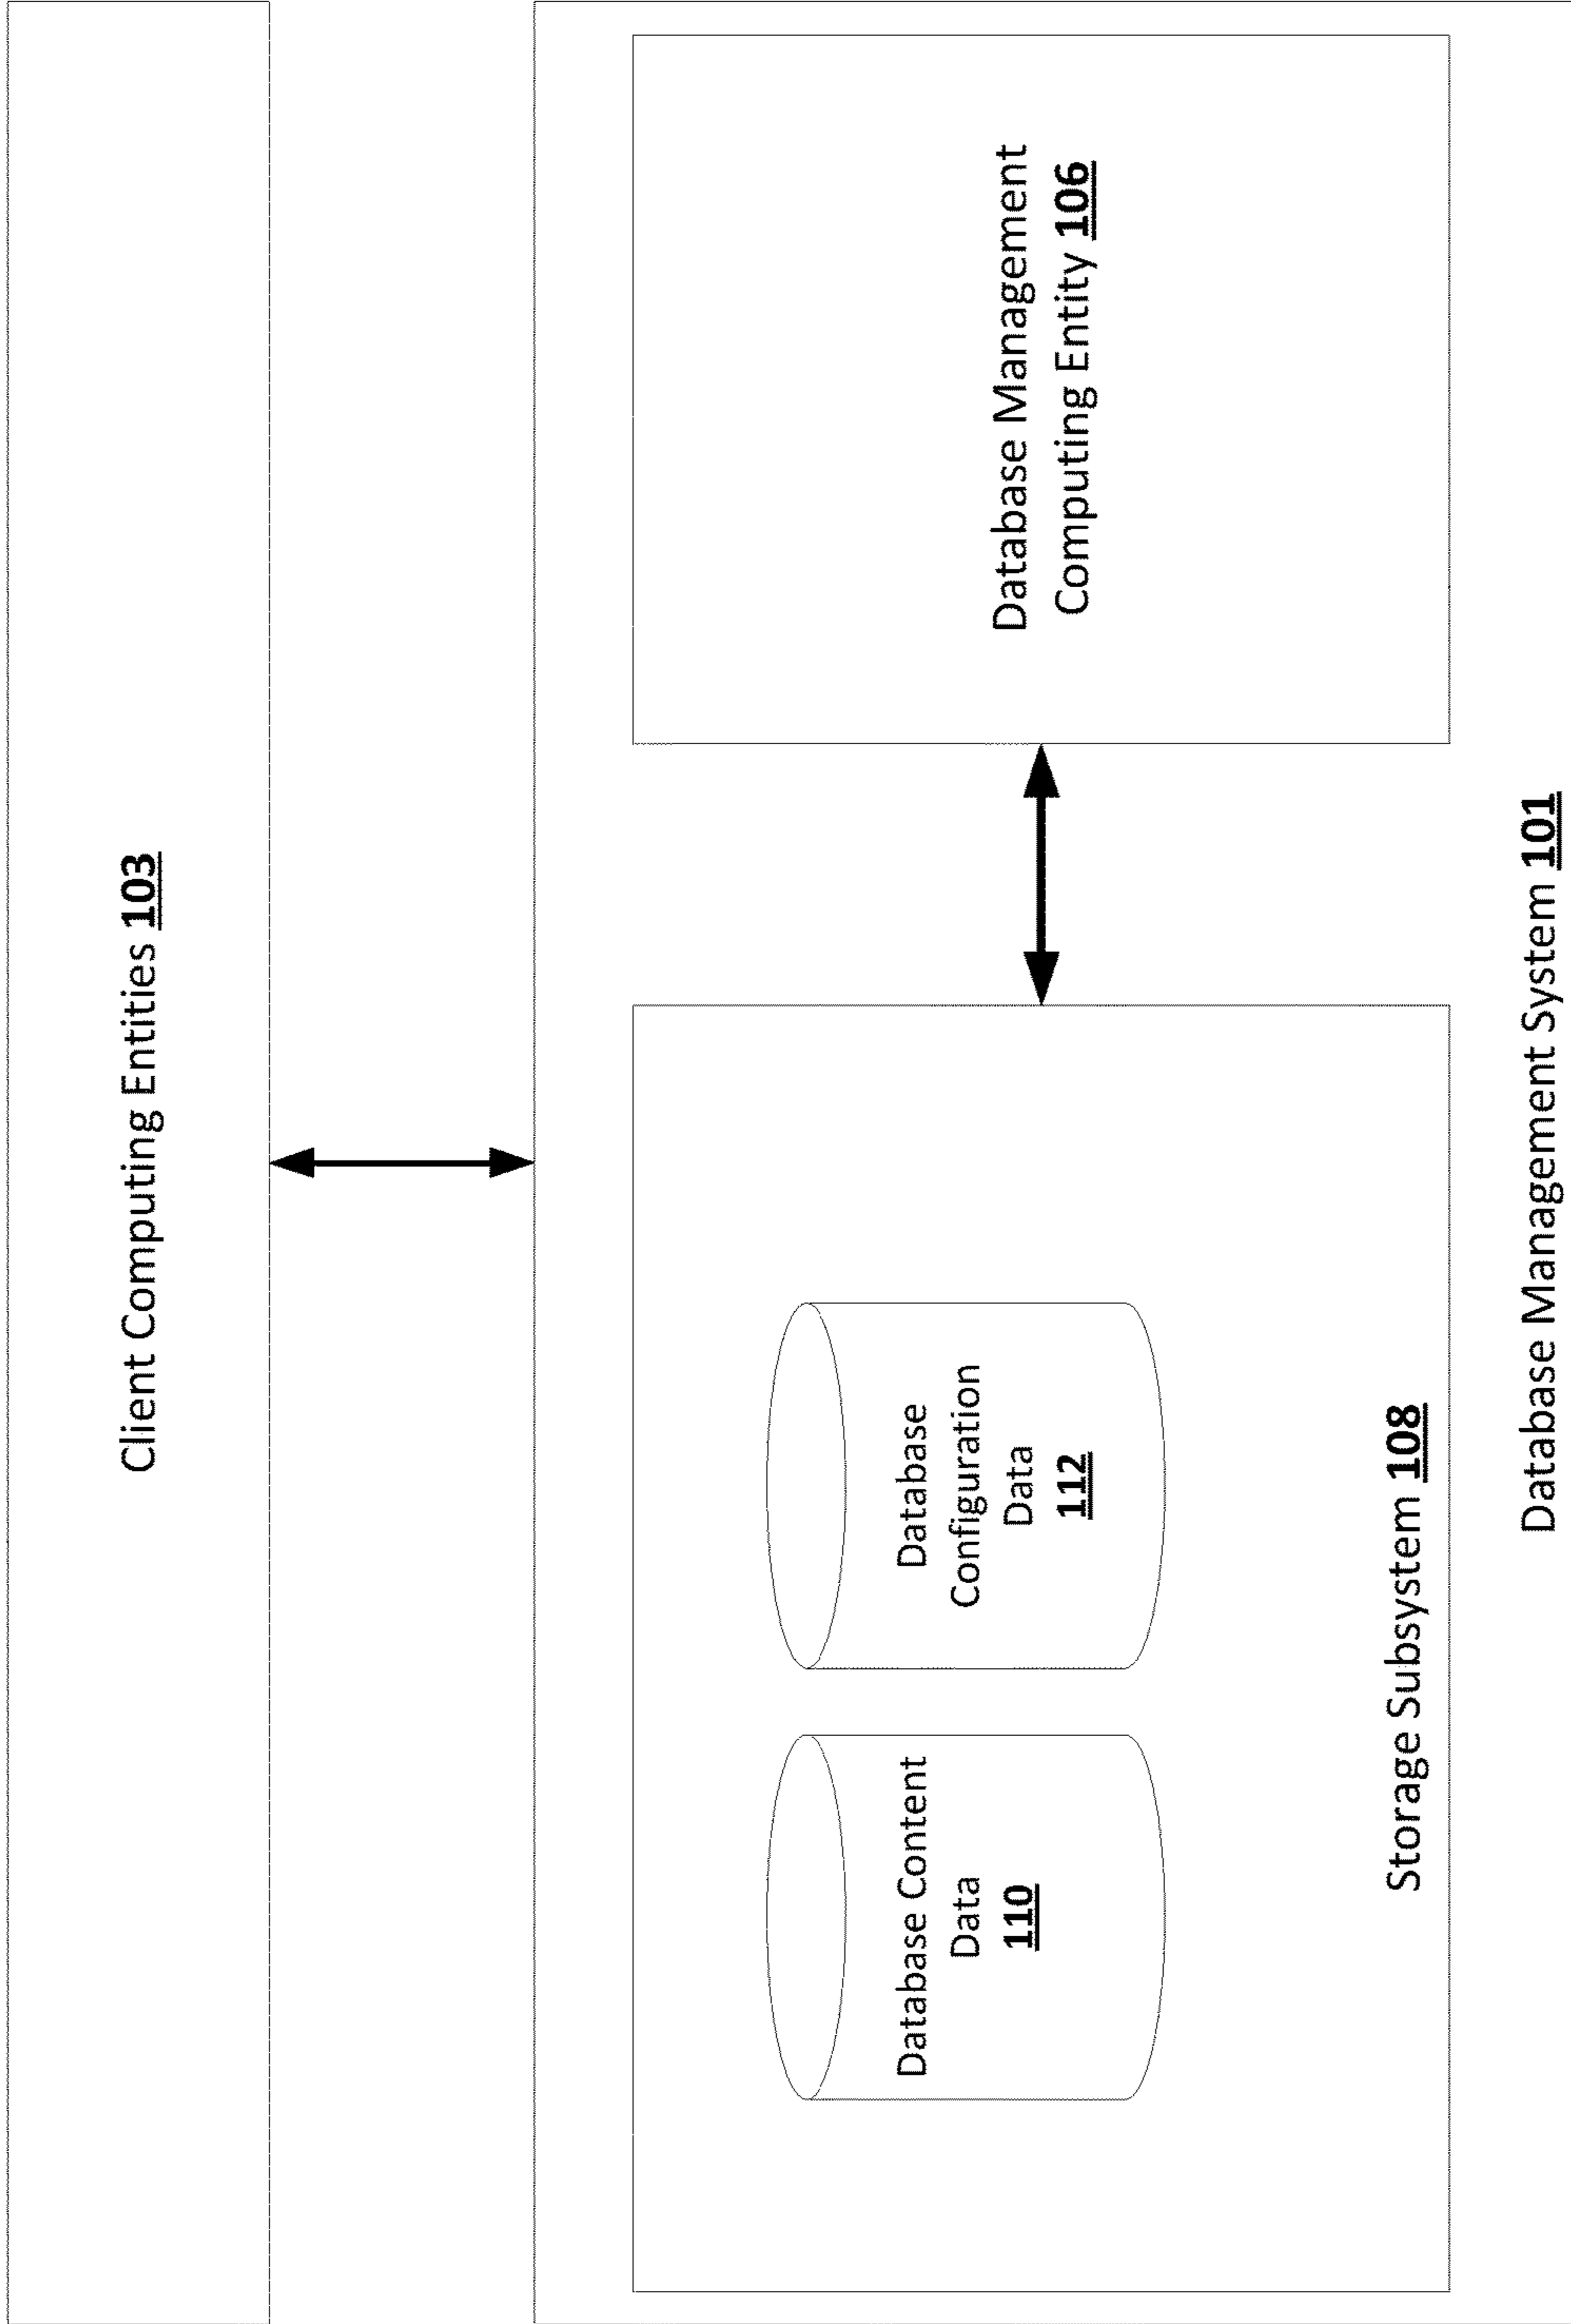 Client Computing Entities 103
Database Content
Data
110
Database
Configuration
Data
112
Storage Subsystem 108
Database Management
Computing Entity 106
Database Management System 101